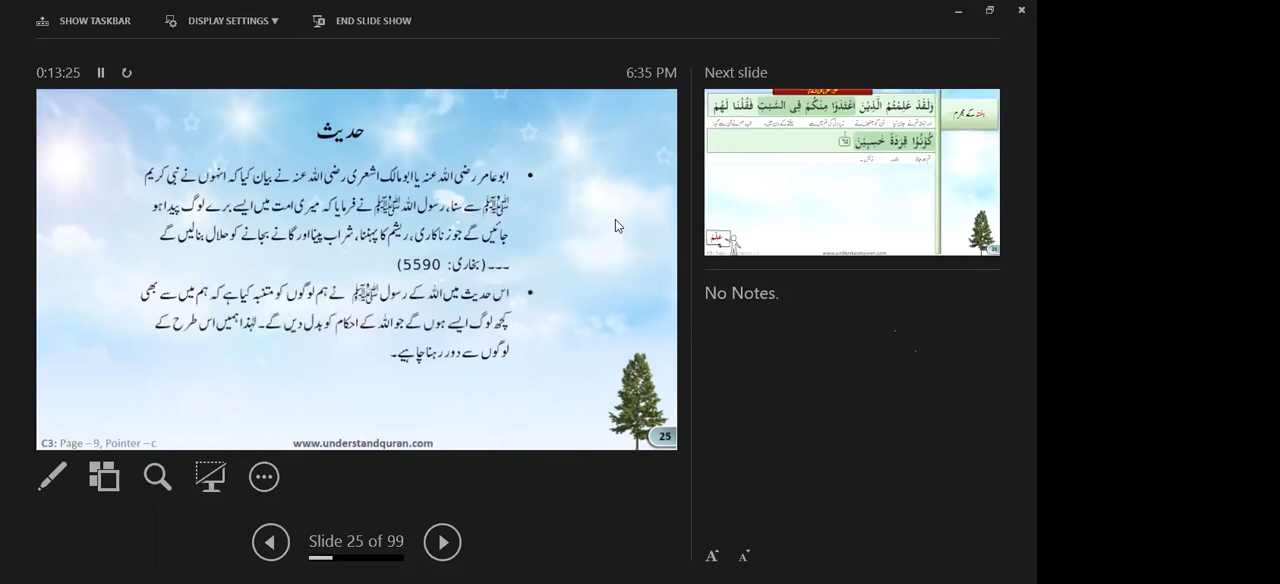 SHOW TASKBAR
DISPLAY SETTINGS ▼
END SLIDE SHOW
0:13:25
6:35 PM
حدیث
• ابو عامر رضی اللہ عنہ یا ابو مالک اشعری رضی اللہ عنہ نے بیان کیا کہ انہوں نے نبی کریم
ﷺ سے سنا، رسول اللہ ﷺ نے فرمایا کہ میری امت میں ایسے برے لوگ پیدا ہو
جائیں گے جو زناکاری، ریشم کا پہننا، شراب پینا اور گانے بجانے کو حلال بنالیں گے
۔۔۔(بخاری: 5590)
• اس حدیث میں اللہ کے رسول ﷺ نے ہم لوگوں کو متنبہ کیا ہے کہ ہم میں سے بھی
کچھ لوگ ایسے ہوں گے جو اللہ کے احکام کو بدل دیں گے۔ لہٰذا ہمیں اس طرح کے
لوگوں سے دور رہنا چاہیے۔
C3: Page –9, Pointer –c
www.understandquran.com
25
Slide 25 of 99
Next slide
ہفتہ کے مجرم
وَلَقَدْ عَلِمْتُمُ الَّذِيْنَ اعْتَدَوْا مِنْكُمْ فِى السَّبْتِ فَقُلْنَا لَهُمْ
كُوْنُوْا قِرَدَةً خٰسِـِٕيْنَ ٦٥
عَلِمَ
www.understandquran.com
No Notes.
A A